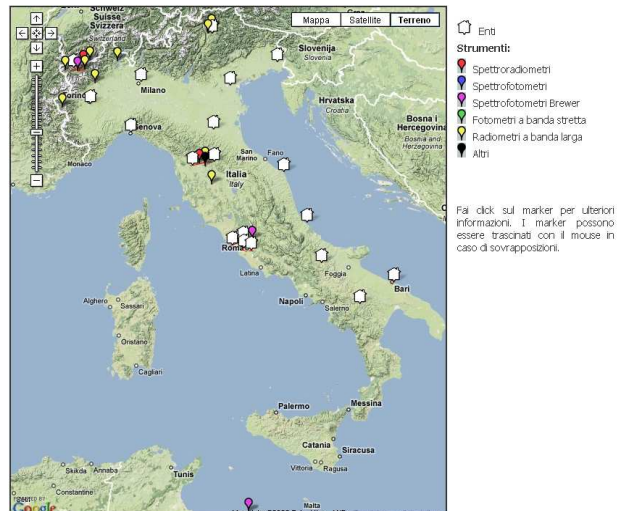 Mappa
Satellite
Terreno
Schweiz
Suisse
Svizzera
Switzerland
Slovenija
Slovenia
Milano
Torino
Hrvatska
Croatia
Bosna i
Hercegovina
Bosnia and
Herzegovina
Genova
Monaco
San
Marino
Fano
Italia
Italy
Roma
Latina
Foggia
Bari
Napoli
Salerno
Alghero
Sassari
Oristano
Cagliari
Palermo
Messina
Catania
Siracusa
Vittoria
Ragusa
Skikda
Annaba
Tunis
Constantine
Malta
POWERED BY
Google
Enti
Strumenti:
Spettroradiometri
Spettrofotometri
Spettrofotometri Brewer
Fotometri a banda stretta
Radiometri a banda larga
Altri
Fai click sul marker per ulteriori
informazioni. I marker possono
essere trascinati con il mouse in
caso di sovrapposizioni.